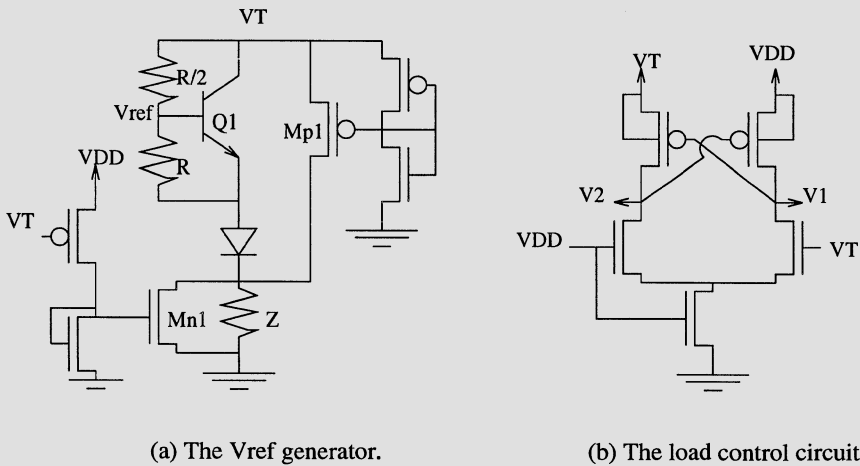 VT
R/2
Vref
Q1
Mp1
R
VDD
VT
Mn1
Z
(a) The Vref generator.
VT
VDD
V2
V1
VDD
VT
(b) The load control circuit